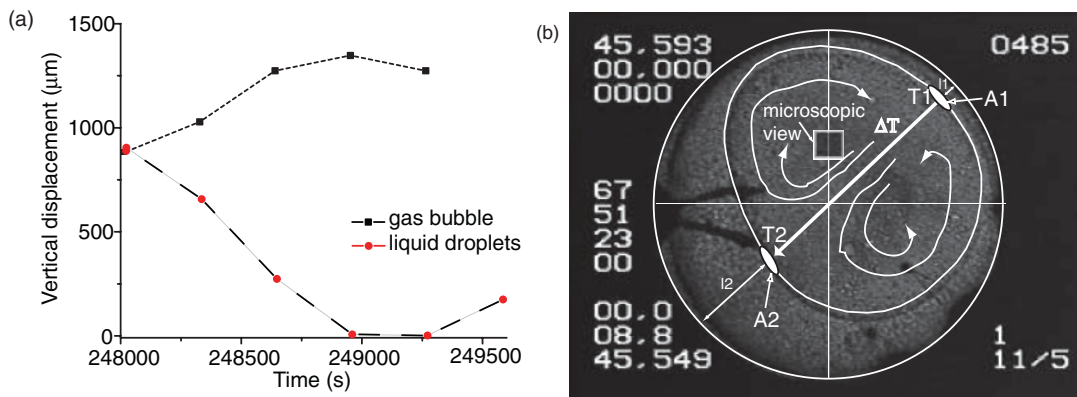 (a)
1500
1000
500
0
Vertical displacement (µm)
gas bubble
liquid droplets
248000 248500 249000 249500
Time (s)
(b)
45,593
00,000
0000
0485
T1
l1
A1
microscopic
view
ΔT
67
51
23
00
T2
l2
A2
00,0
08,8
45,549
1
11/5